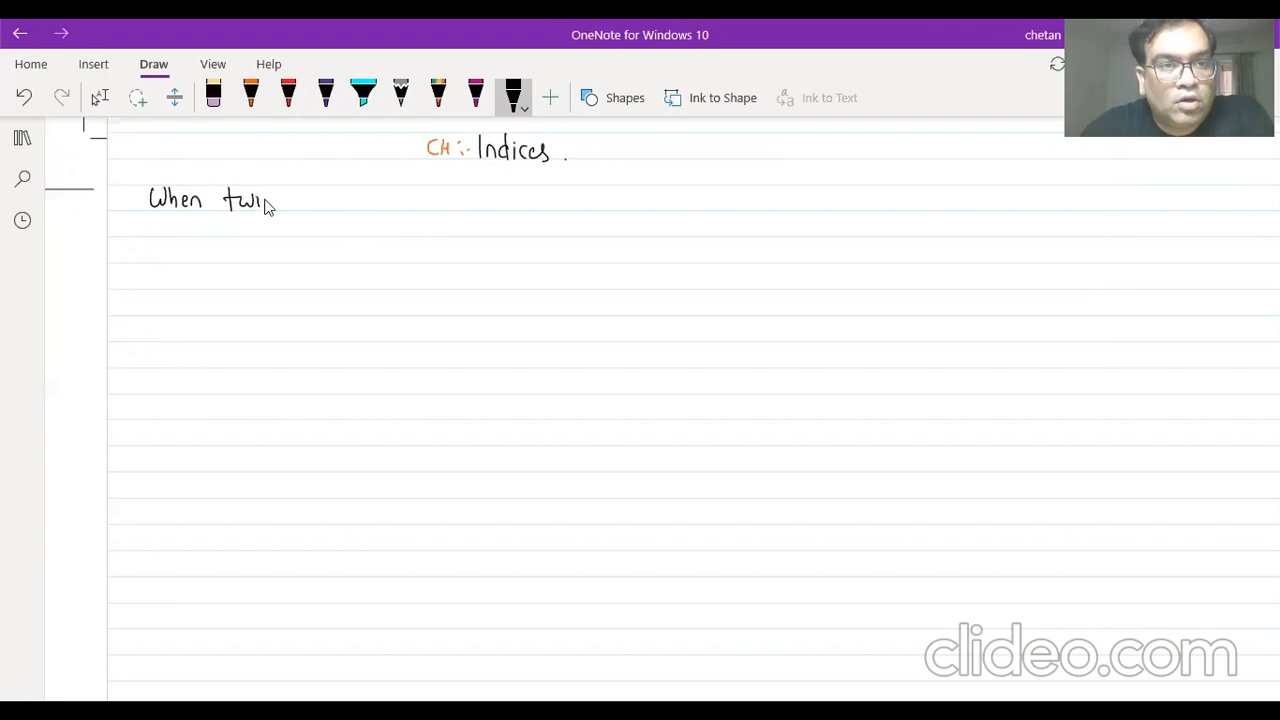 OneNote for Windows 10
chetan
Home Insert Draw View Help
Shapes Ink to Shape Ink to Text
CH :- Indices .
When twi
clideo.com